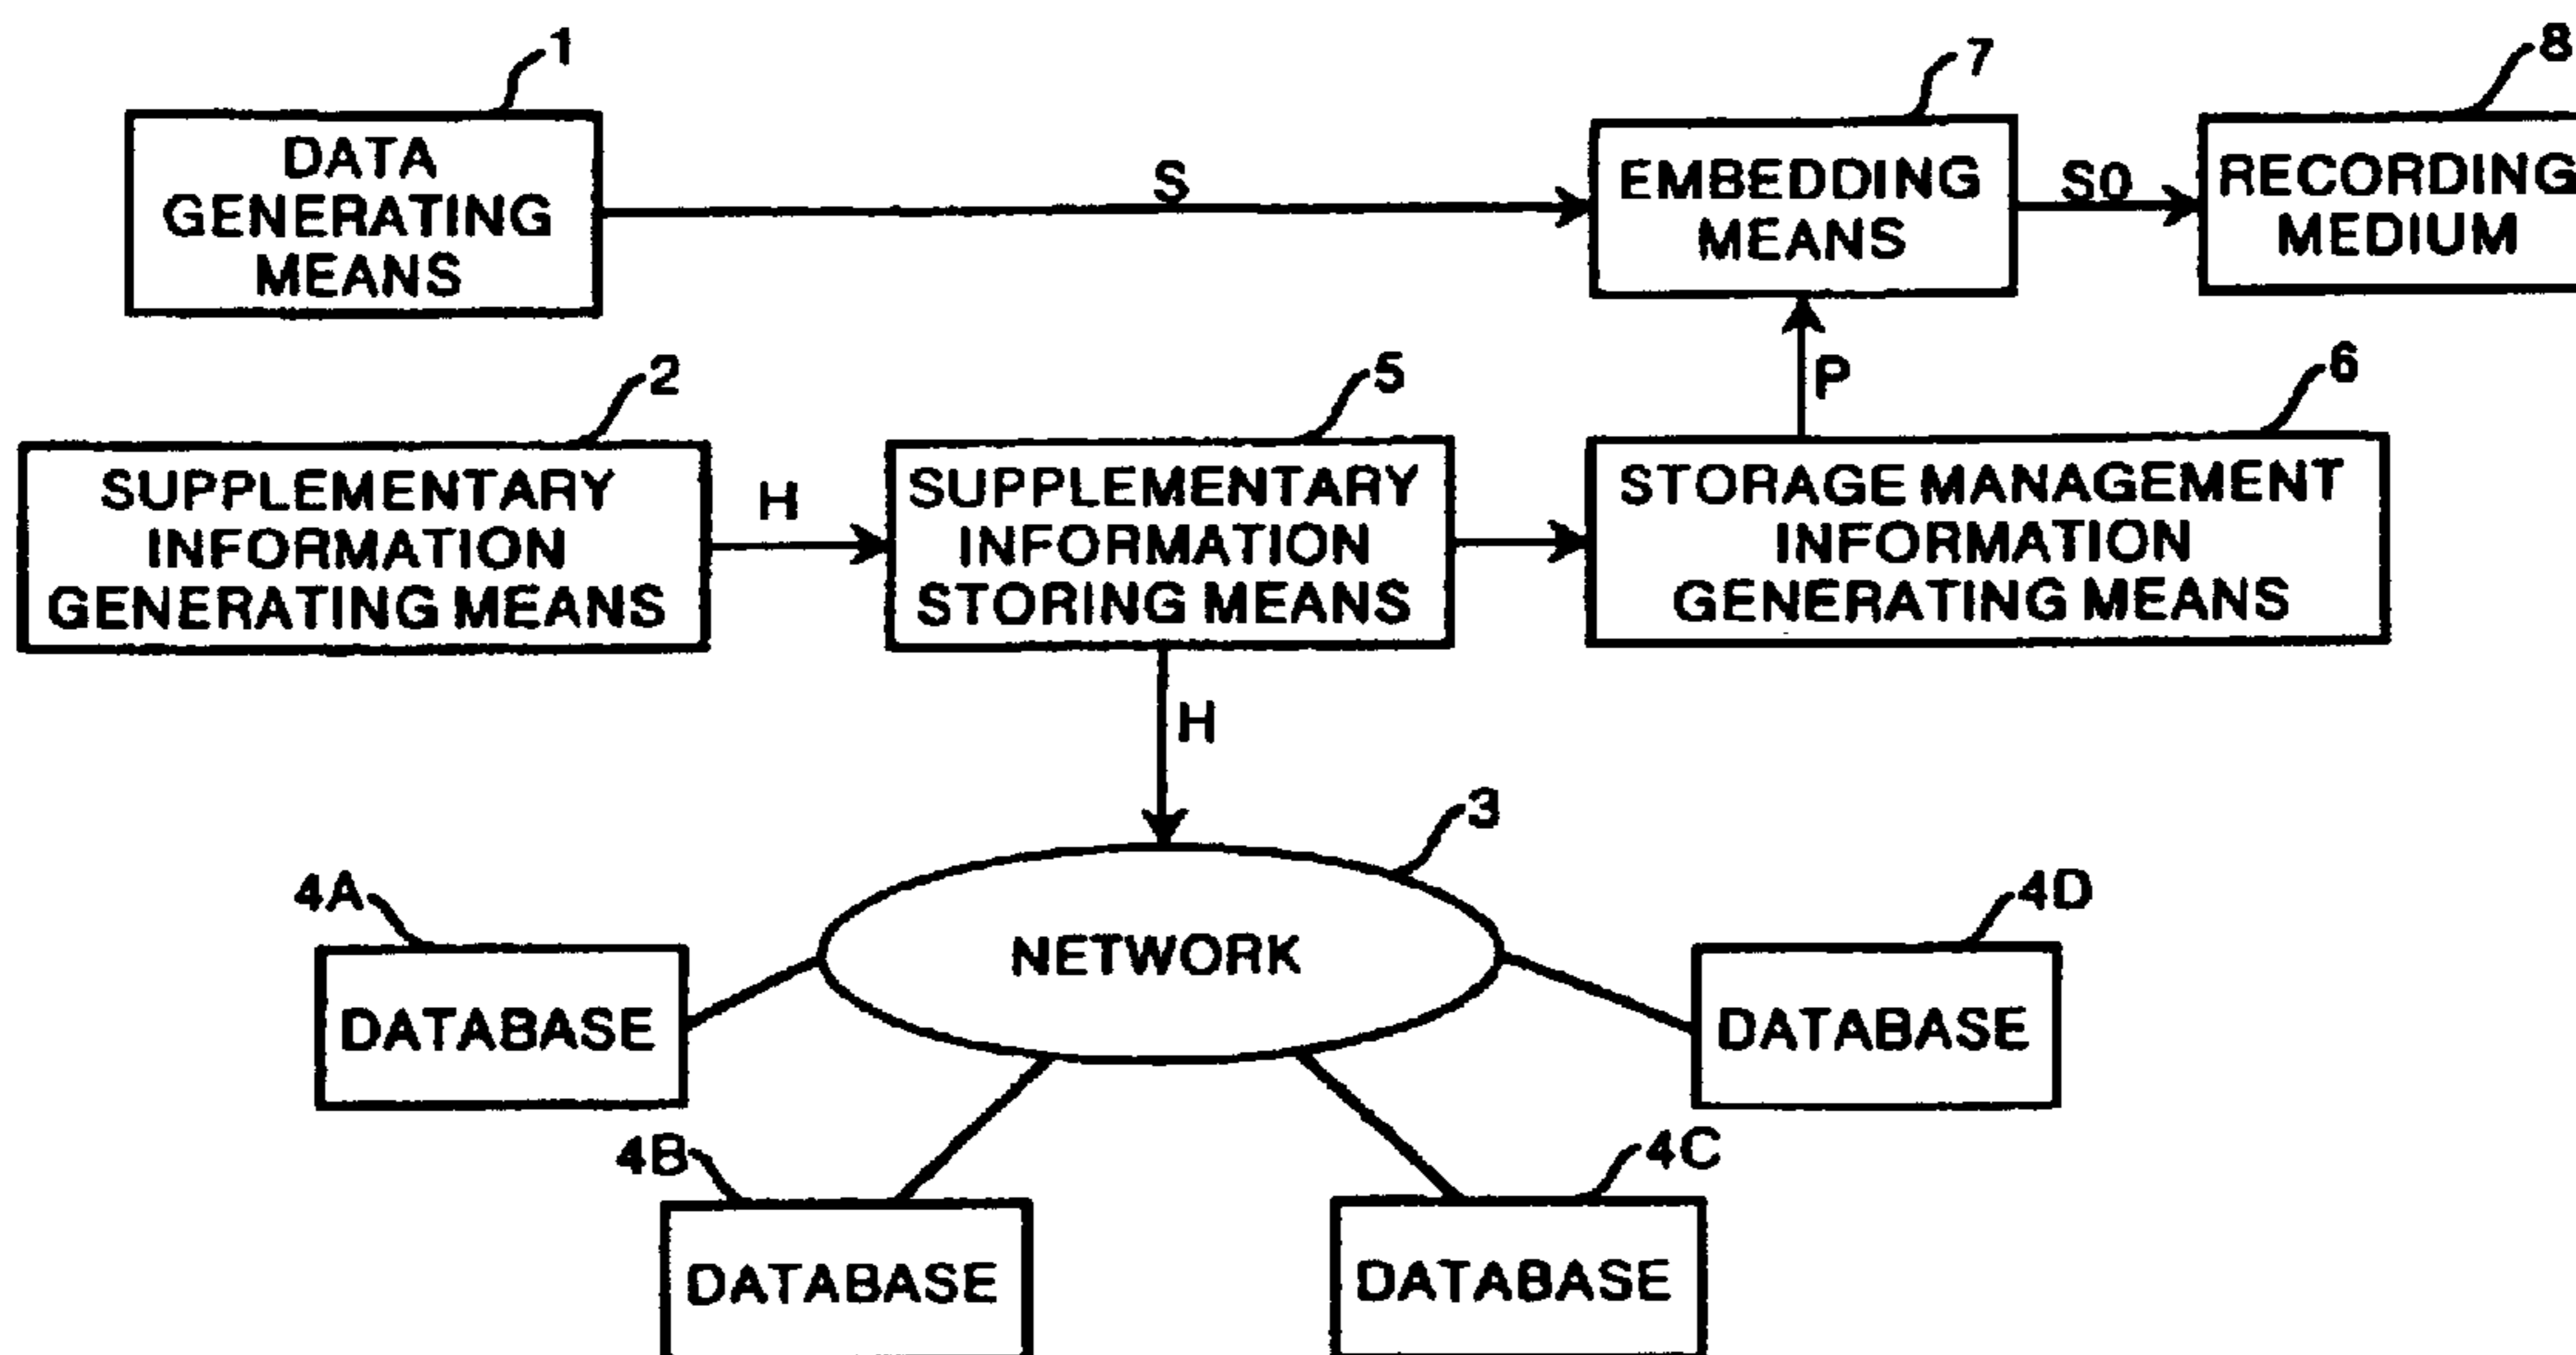 1
7
8
DATA
GENERATING
MEANS
S
EMBEDDING
MEANS
S0
RECORDING
MEDIUM
2
5
P
6
SUPPLEMENTARY
INFORMATION
GENERATING MEANS
H
SUPPLEMENTARY
INFORMATION
STORING MEANS
STORAGE MANAGEMENT
INFORMATION
GENERATING MEANS
H
3
NETWORK
4A
DATABASE
4D
DATABASE
4B
DATABASE
4C
DATABASE